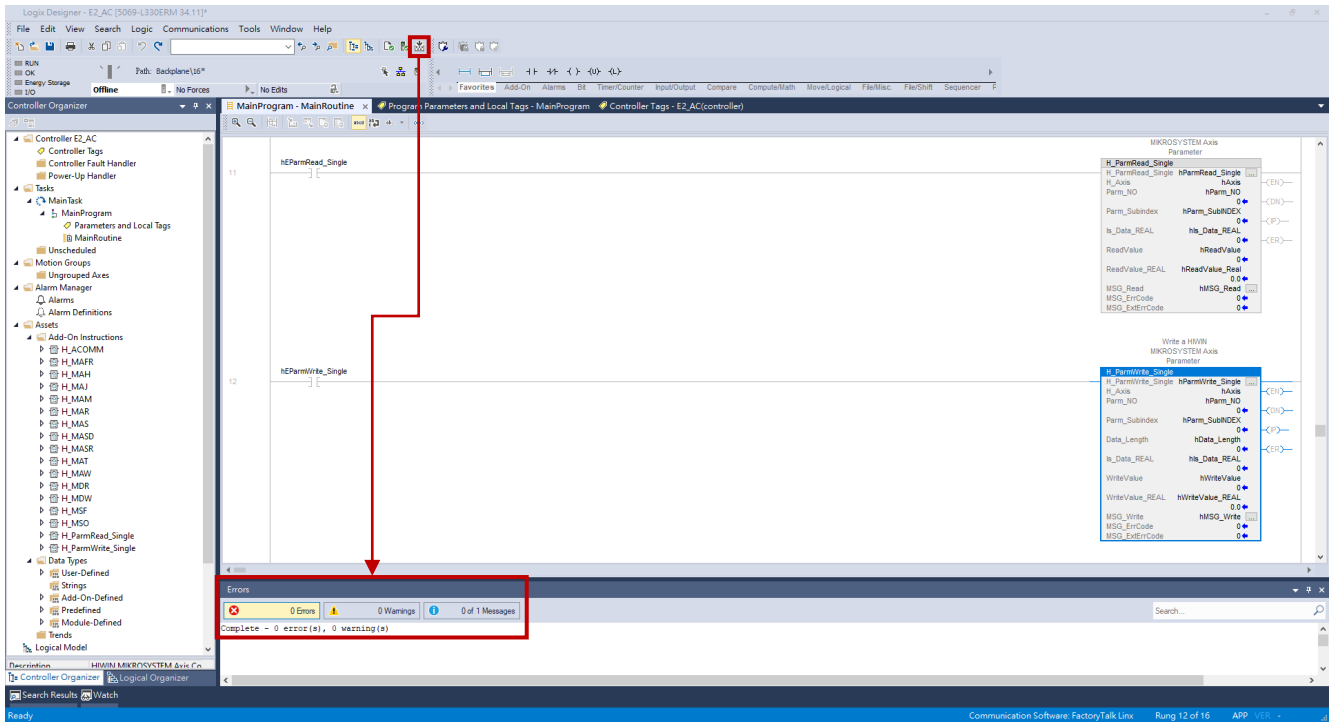 Logix Designer - E2_AC [5069-L330ERM 34.11]*
File Edit View Search Logic Communications Tools Window Help
RUN
OK
Energy Storage
I/O
Path: Backplane\16*
Offline
No Forces
No Edits
Favorites Add-On Alarms Bit Timer/Counter Input/Output Compare Compute/Math Move/Logical File/Misc. File/Shift Sequencer
Controller Organizer
MainProgram - MainRoutine
Program Parameters and Local Tags - MainProgram
Controller Tags - E2_AC(controller)
Controller E2_AC
Controller Tags
Controller Fault Handler
Power-Up Handler
Tasks
MainTask
MainProgram
Parameters and Local Tags
MainRoutine
Unscheduled
Motion Groups
Ungrouped Axes
Alarm Manager
Alarms
Alarm Definitions
Assets
Add-On Instructions
H_ACOMM
H_MAFR
H_MAH
H_MAJ
H_MAM
H_MAR
H_MAS
H_MASD
H_MASR
H_MAT
H_MAW
H_MDR
H_MDW
H_MSF
H_MSO
H_ParmRead_Single
H_ParmWrite_Single
Data Types
User-Defined
Strings
Add-On-Defined
Predefined
Module-Defined
Trends
Logical Model
Description HIWIN MIKROSYSTEM Axis Co
Controller Organizer Logical Organizer
11
hEParmRead_Single
MIKROSYSTEM Axis
Parameter
H_ParmRead_Single
H_ParmRead_Single hParmRead_Single ...
H_Axis hAxis
(EN)
Parm_NO hParm_NO
0
(DN)
Parm_Subindex hParm_SubINDEX
0
(IP)
Is_Data_REAL hIs_Data_REAL
0
(ER)
ReadValue hReadValue
0
ReadValue_REAL hReadValue_Real
0.0
MSG_Read hMSG_Read ...
MSG_ErrCode 0
MSG_ExtErrCode 0
12
hEParmWrite_Single
Write a HIWIN
MIKROSYSTEM Axis
Parameter
H_ParmWrite_Single
H_ParmWrite_Single hParmWrite_Single ...
H_Axis hAxis
(EN)
Parm_NO hParm_NO
0
(DN)
Parm_Subindex hParm_SubINDEX
0
(IP)
Data_Length hData_Length
0
(ER)
Is_Data_REAL hIs_Data_REAL
0
WriteValue hWriteValue
0
WriteValue_REAL hWriteValue_REAL
0.0
MSG_Write hMSG_Write ...
MSG_ErrCode 0
MSG_ExtErrCode 0
Errors
0 Errors
0 Warnings
0 of 1 Messages
Search...
Complete - 0 error(s), 0 warning(s)
Search Results Watch
Ready
Communication Software: FactoryTalk Linx
Rung 12 of 16
APP
VER